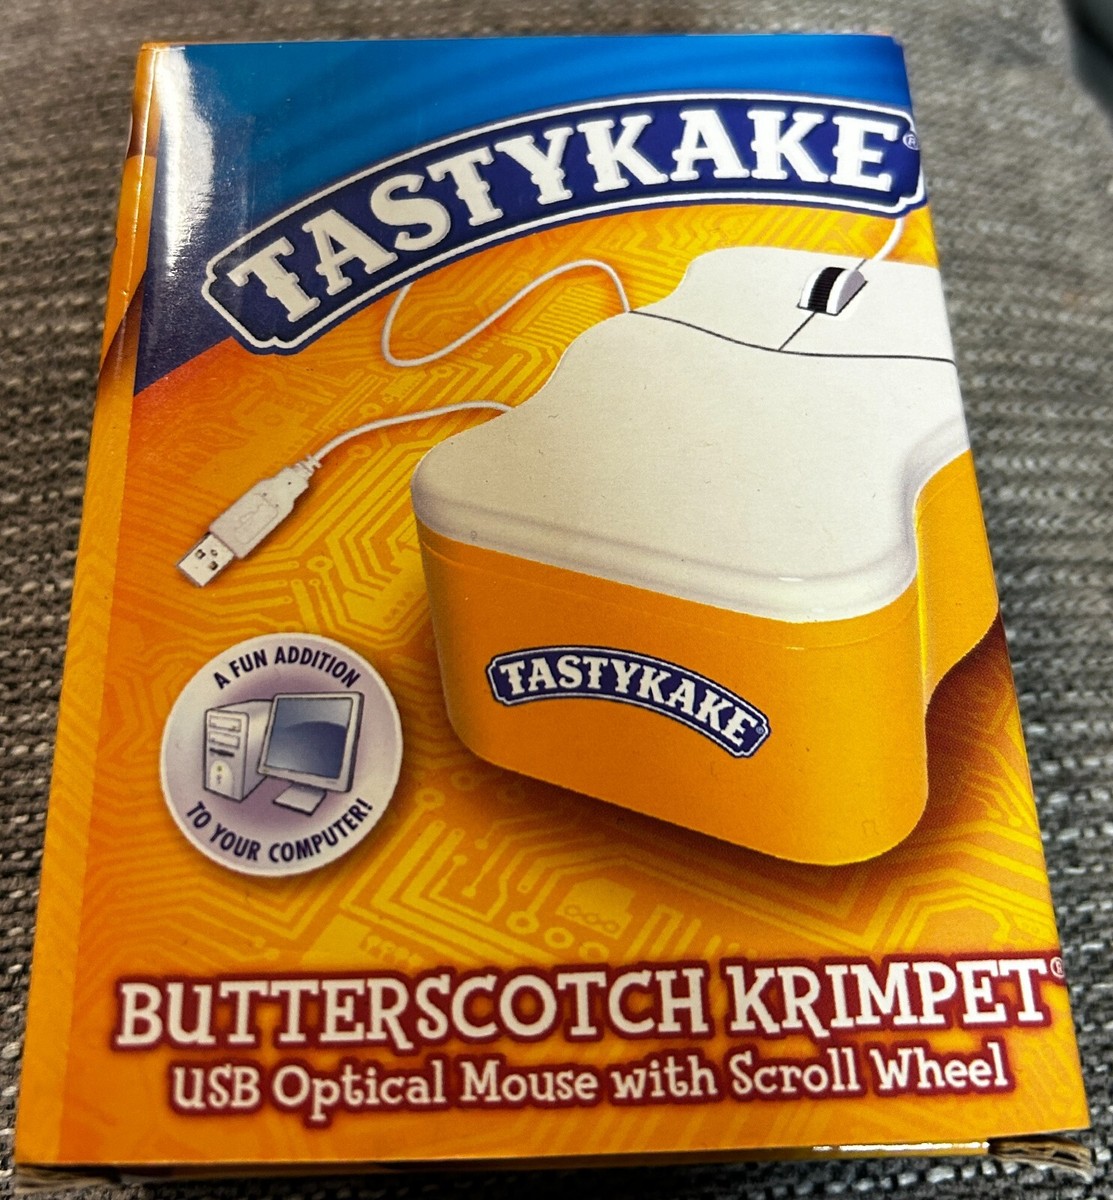 TASTYKAKE®
TASTYKAKE®
A FUN ADDITION
TO YOUR COMPUTER!
BUTTERSCOTCH KRIMPET®
USB Optical Mouse with Scroll Wheel